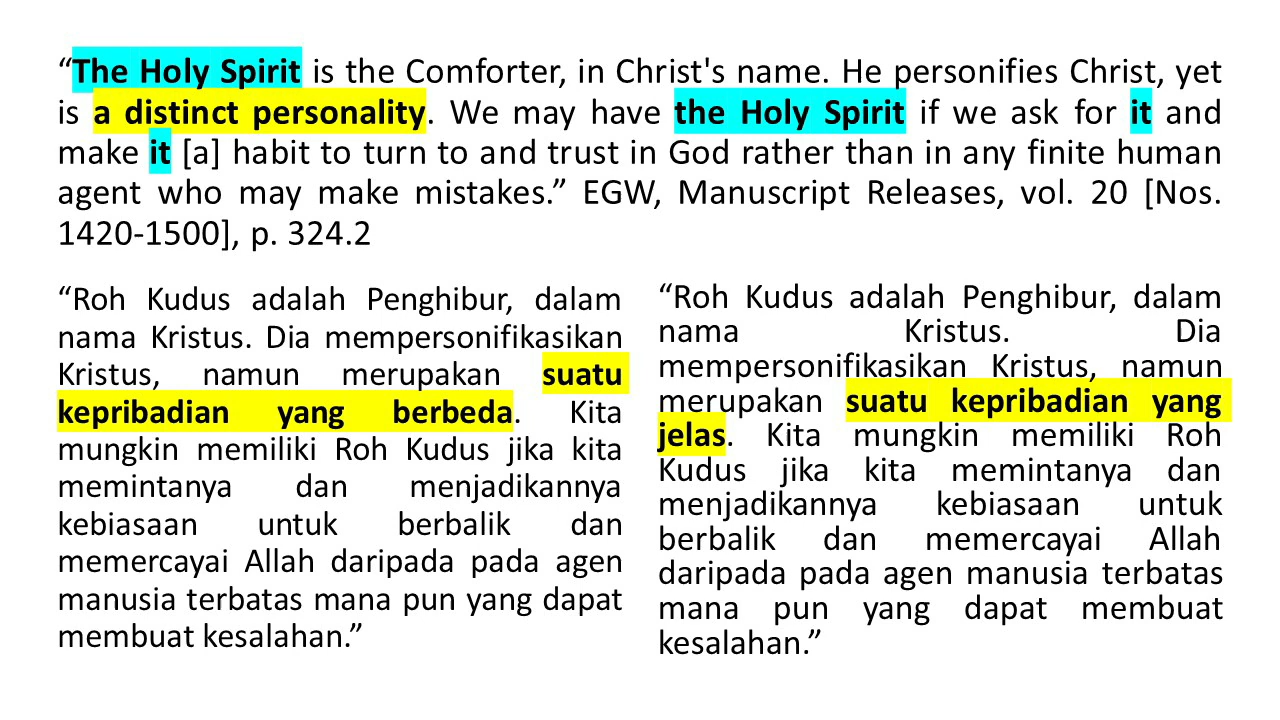 “The Holy Spirit is the Comforter, in Christ's name. He personifies Christ, yet
is a distinct personality. We may have the Holy Spirit if we ask for it and
make it [a] habit to turn to and trust in God rather than in any finite human
agent who may make mistakes.” EGW, Manuscript Releases, vol. 20 [Nos.
1420-1500], p. 324.2
“Roh Kudus adalah Penghibur, dalam
nama Kristus. Dia mempersonifikasikan
Kristus, namun merupakan suatu
kepribadian yang berbeda. Kita
mungkin memiliki Roh Kudus jika kita
memintanya dan menjadikannya
kebiasaan untuk berbalik dan
memercayai Allah daripada pada agen
manusia terbatas mana pun yang dapat
membuat kesalahan.”
“Roh Kudus adalah Penghibur, dalam
nama Kristus. Dia
mempersonifikasikan Kristus, namun
merupakan suatu kepribadian yang
jelas. Kita mungkin memiliki Roh
Kudus jika kita memintanya dan
menjadikannya kebiasaan untuk
berbalik dan memercayai Allah
daripada pada agen manusia terbatas
mana pun yang dapat membuat
kesalahan.”